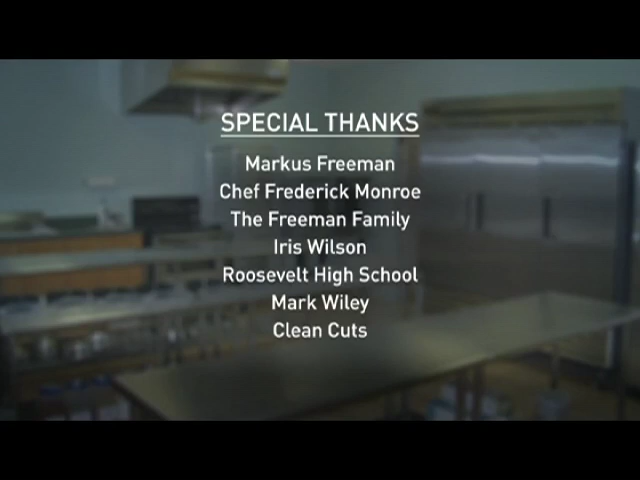 SPECIAL THANKS
Markus Freeman
Chef Frederick Monroe
The Freeman Family
Iris Wilson
Roosevelt High School
Mark Wiley
Clean Cuts